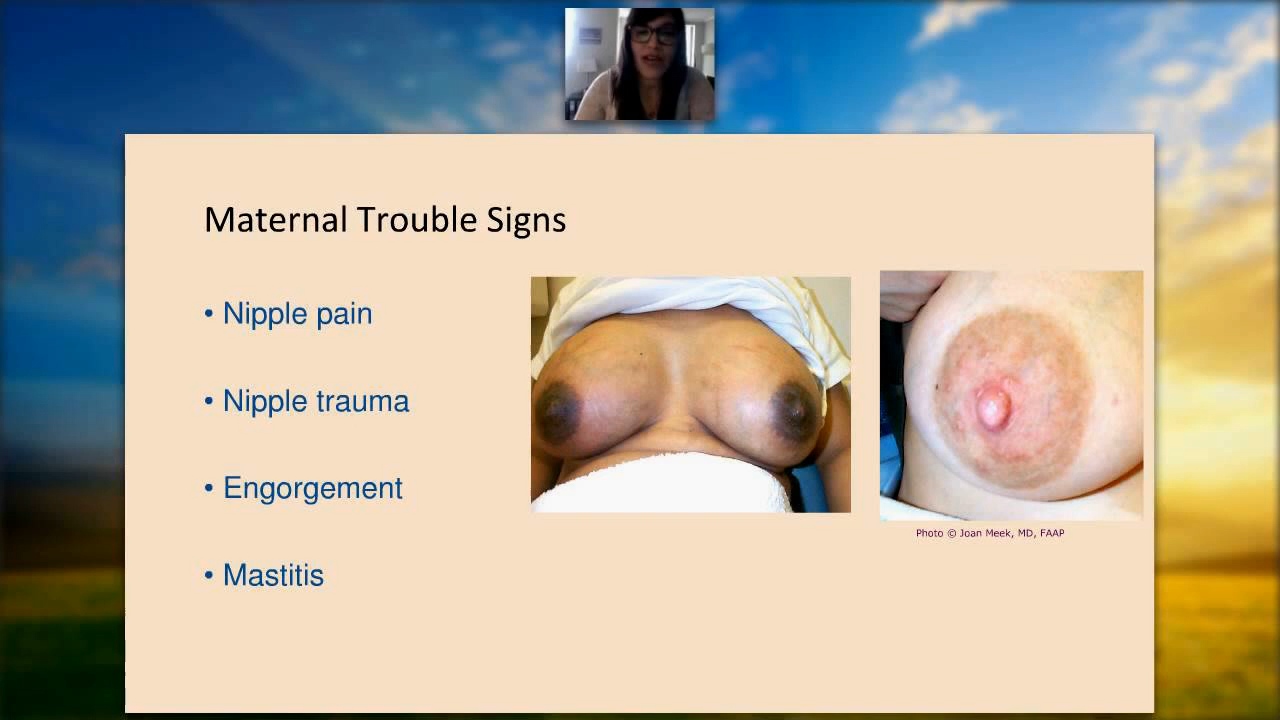 Maternal Trouble Signs
• Nipple pain
• Nipple trauma
• Engorgement
• Mastitis
Photo © Joan Meek, MD, FAAP